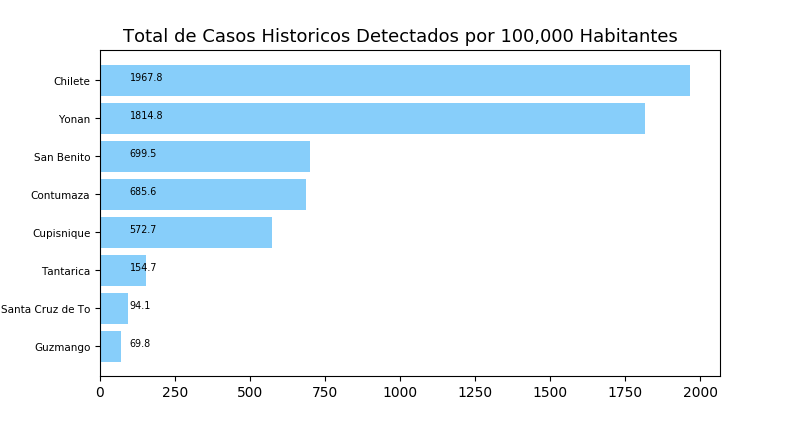 Total de Casos Historicos Detectados por 100,000 Habitantes
Chilete 1967.8
Yonan 1814.8
San Benito 699.5
Contumaza 685.6
Cupisnique 572.7
Tantarica 154.7
Santa Cruz de To 94.1
Guzmango 69.8
0 250 500 750 1000 1250 1500 1750 2000